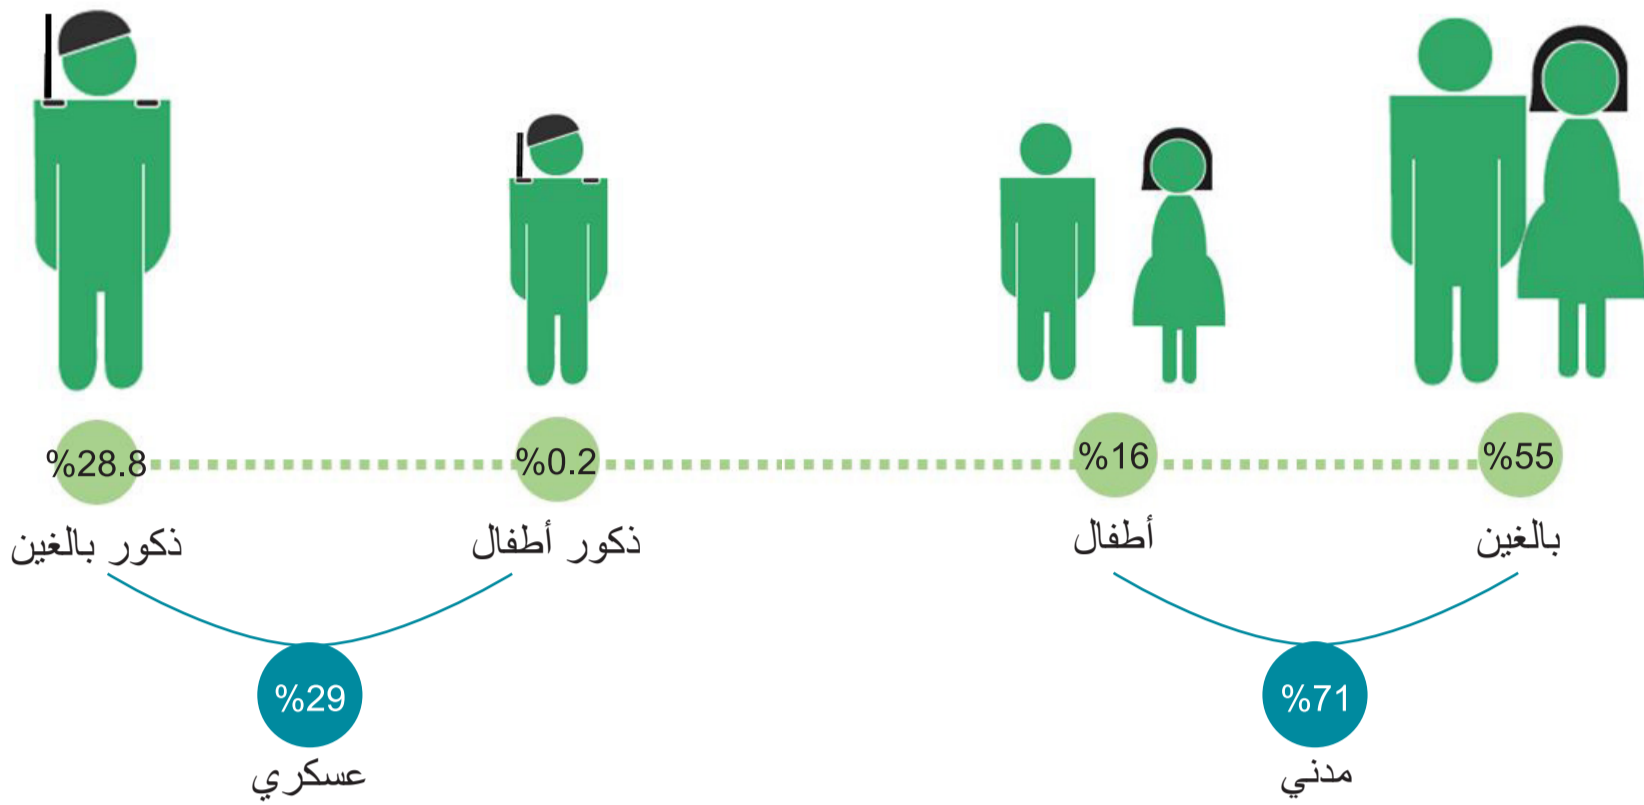 %55
%16
%0.2
%28.8
بالغين
أطفال
ذكور أطفال
ذكور بالغين
%71
%29
مدني
عسكري